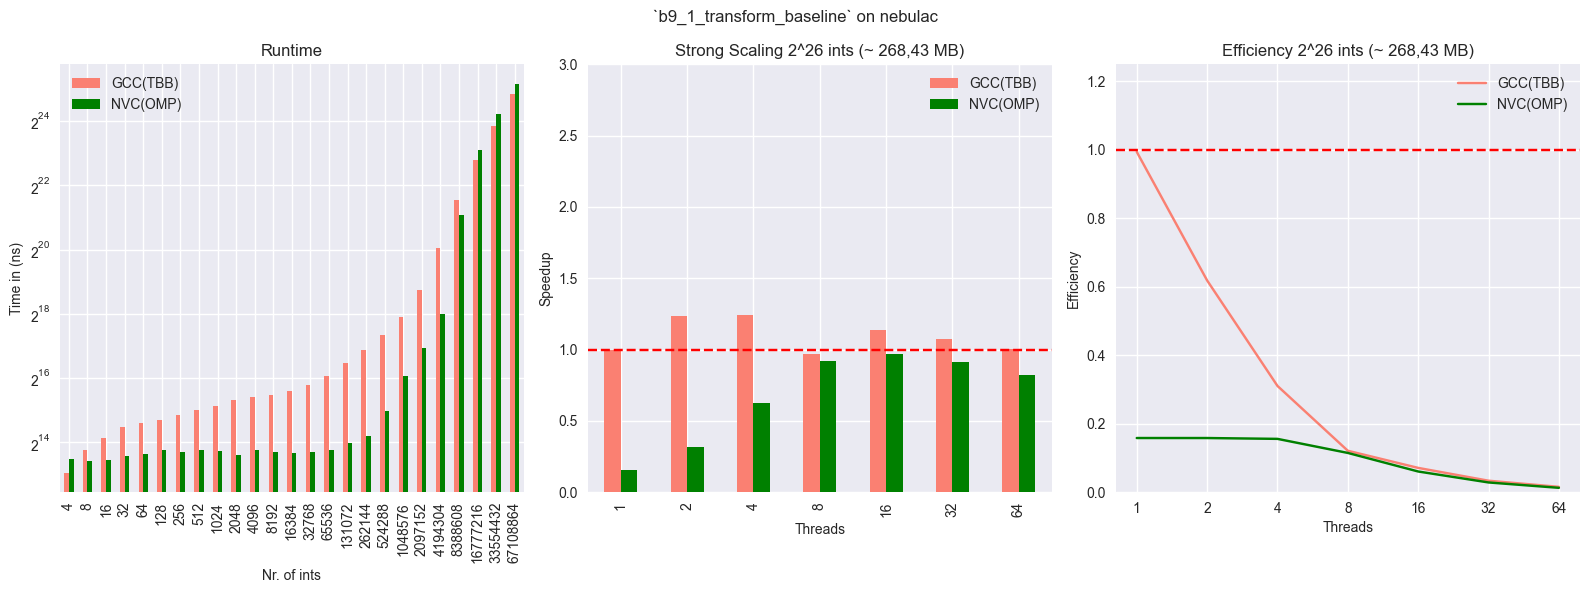 `b9_1_transform_baseline` on nebulac
Runtime
GCC(TBB)
NVC(OMP)
2^24
2^22
2^20
2^18
2^16
2^14
Time in (ns)
4 8 16 32 64 128 256 512 1024 2048 4096 8192 16384 32768 65536 131072 262144 524288 1048576 2097152 4194304 8388608 16777216 33554432 67108864
Nr. of ints
Strong Scaling 2^26 ints (~ 268,43 MB)
GCC(TBB)
NVC(OMP)
3.0
2.5
2.0
1.5
1.0
0.5
0.0
Speedup
1 2 4 8 16 32 64
Threads
Efficiency 2^26 ints (~ 268,43 MB)
GCC(TBB)
NVC(OMP)
1.2
1.0
0.8
0.6
0.4
0.2
0.0
Efficiency
1 2 4 8 16 32 64
Threads